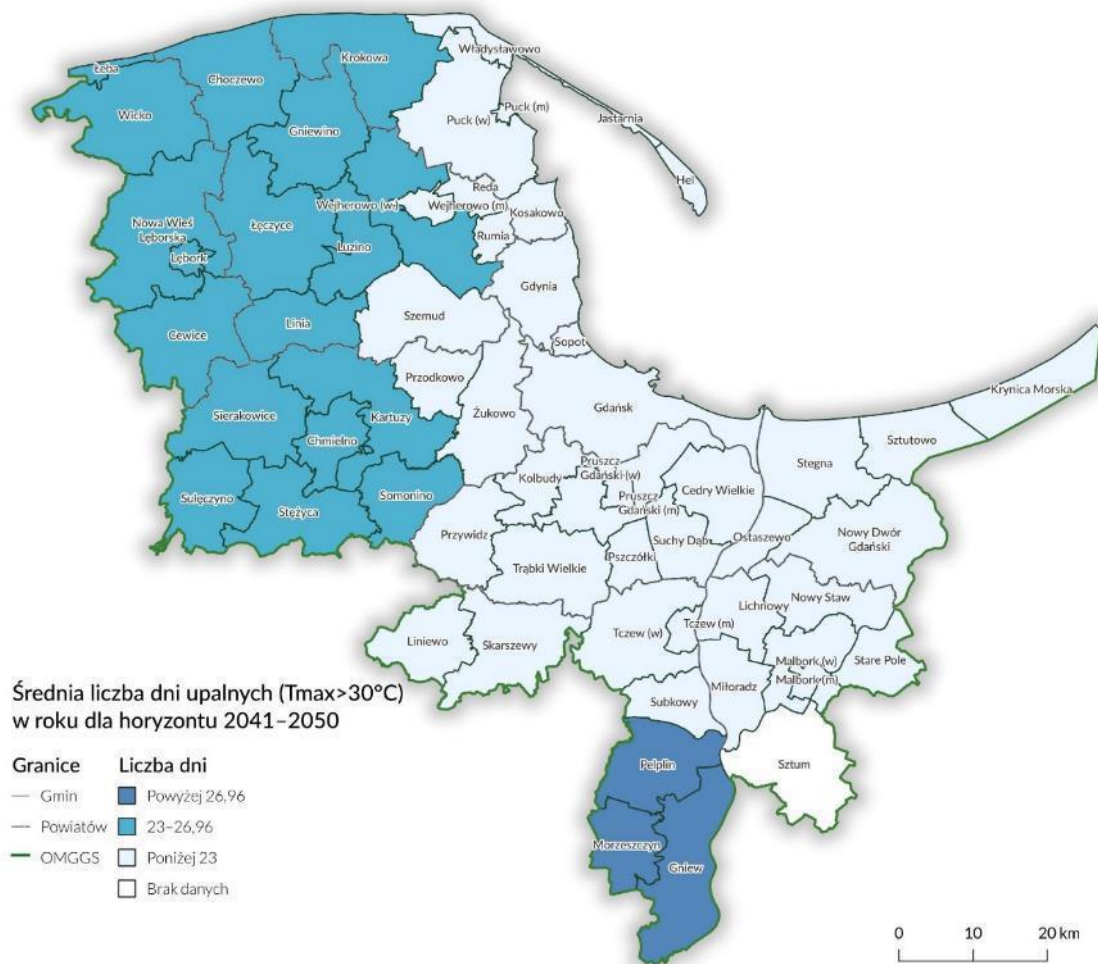 Władysławowo
Krokowa
Łeba
Choczewo
Wicko
Puck (m)
Puck (w)
Jastarnia
Gniewino
Hel
Reda
Wejherowo (w)
Wejherowo (m)
Kosakowo
Nowa Wieś
Lęborska
Łęczyce
Rumia
Luzino
Lębork
Gdynia
Szemud
Linia
Cewice
Sopot
Przodkowo
Krynica Morska
Sierakowice
Kartuzy
Żukowo
Gdańsk
Chmielno
Sztutowo
Stegna
Pruszcz
Gdański (w)
Kolbudy
Cedry Wielkie
Sulęczyno
Stężyca
Somonino
Pruszcz
Gdański (m)
Przywidz
Suchy Dąb
Ostaszewo
Nowy Dwór
Gdański
Pszczółki
Trąbki Wielkie
Nowy Staw
Lichnowy
Tczew (w)
Tczew (m)
Liniewo
Skarszewy
Malbork (w)
Stare Pole
Malbork (m)
Miłoradz
Subkowy
Pelplin
Sztum
Morzeszczyn
Gniew
Średnia liczba dni upalnych (Tmax>30°C)
w roku dla horyzontu 2041–2050
Granice
Gmin
Powiatów
OMGGS
Liczba dni
Powyżej 26,96
23–26,96
Poniżej 23
Brak danych
0 10 20 km